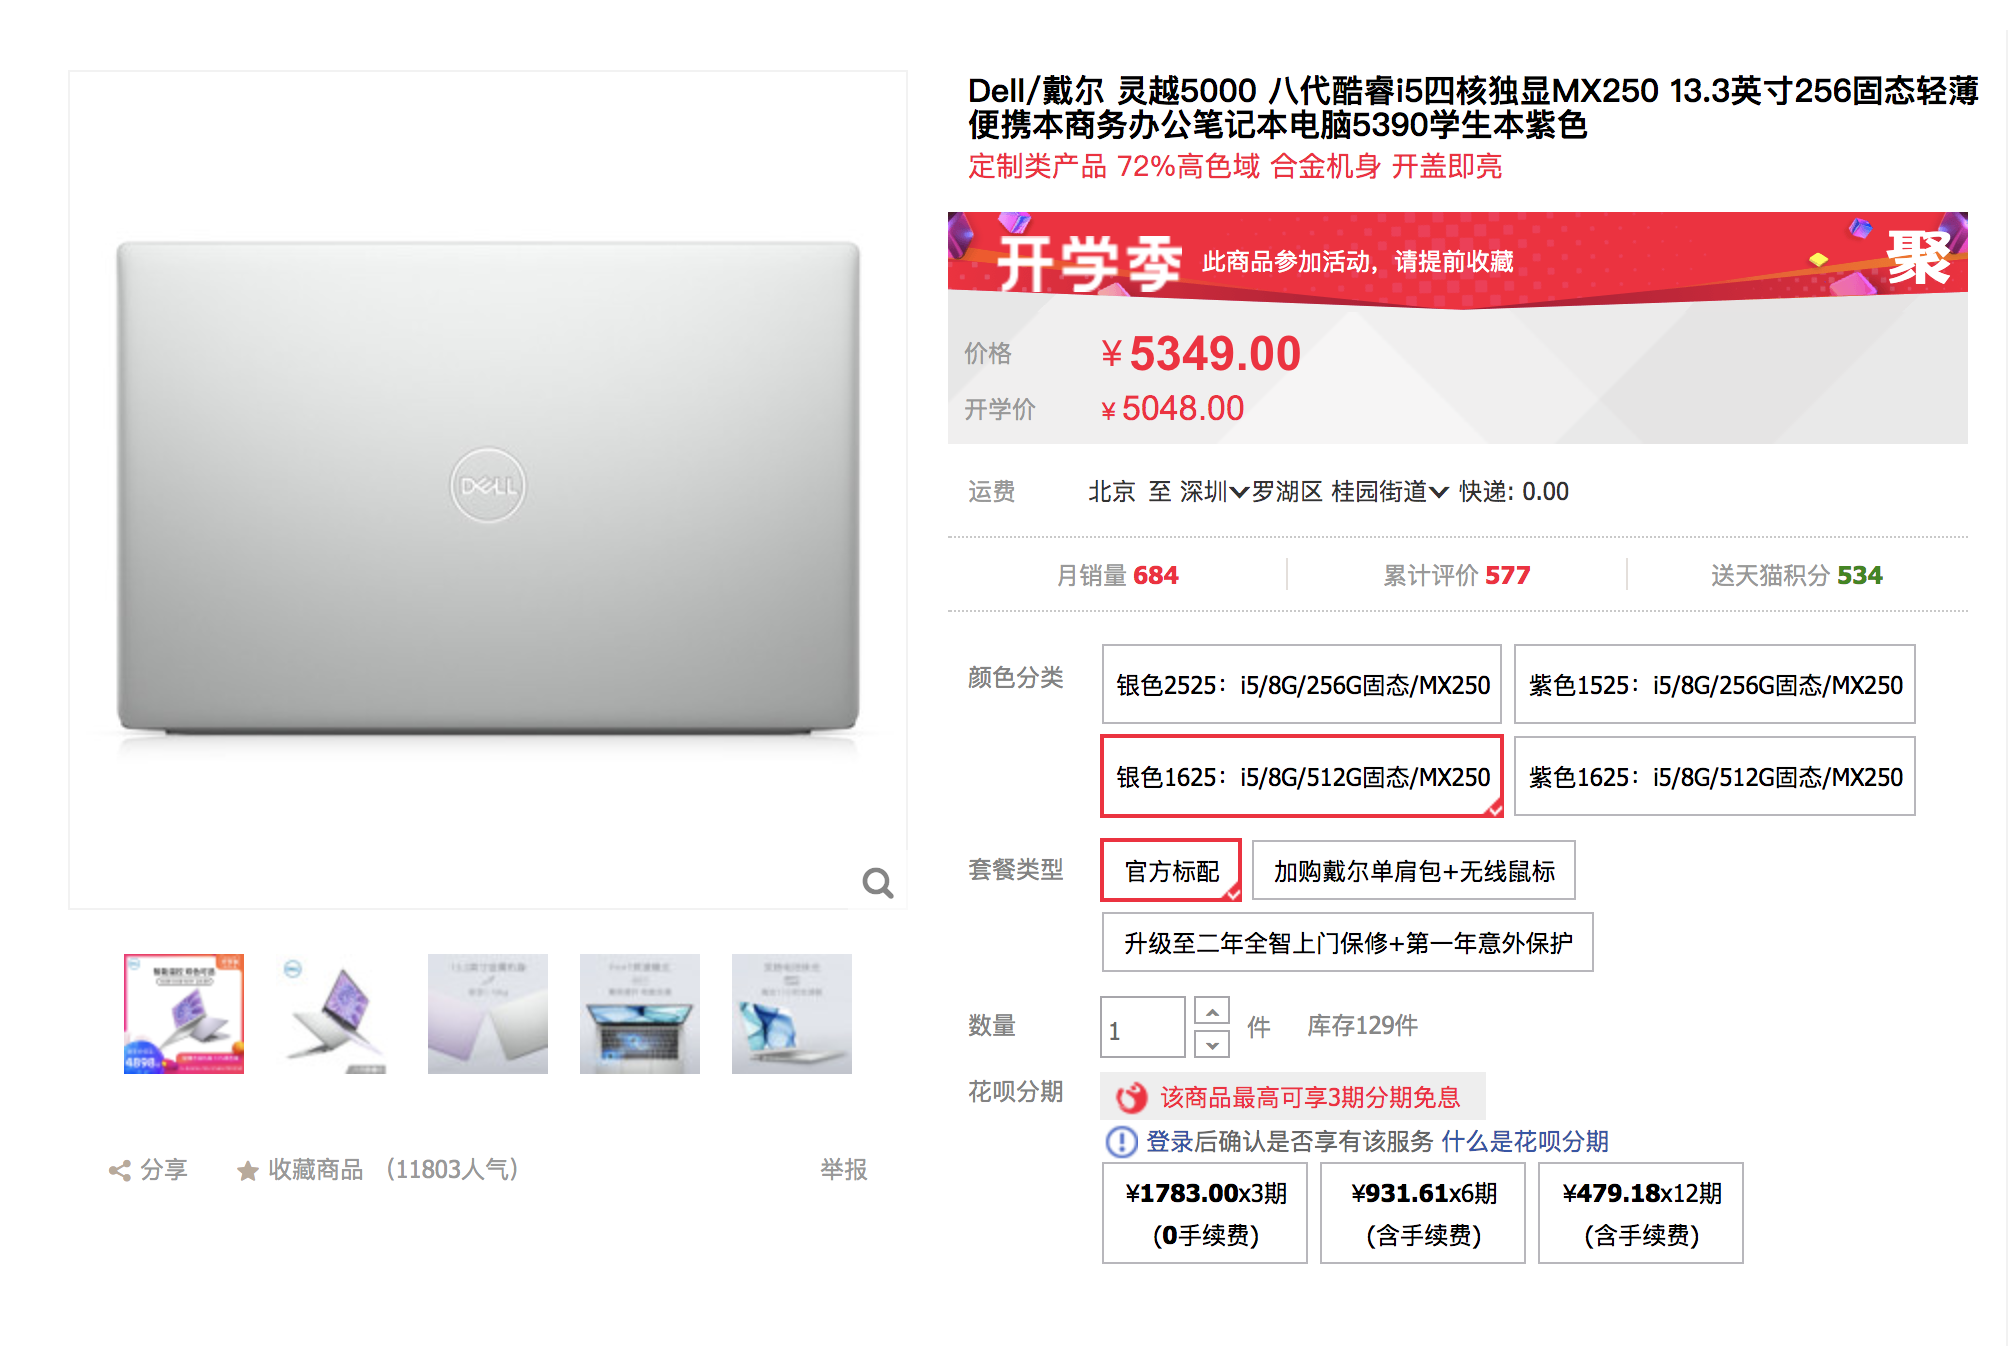 Dell/戴尔 灵越5000 八代酷睿i5四核独显MX250 13.3英寸256固态轻薄
便携本商务办公笔记本电脑5390学生本紫色
定制类产品 72%高色域 合金机身 开盖即亮
开学季 此商品参加活动，请提前收藏 聚
价格 ¥5349.00
开学价 ¥5048.00
运费 北京 至 深圳 罗湖区 桂园街道 快递: 0.00
月销量 684 累计评价 577 送天猫积分 534
颜色分类 银色2525：i5/8G/256G固态/MX250 紫色1525：i5/8G/256G固态/MX250
银色1625：i5/8G/512G固态/MX250 紫色1625：i5/8G/512G固态/MX250
套餐类型 官方标配 加购戴尔单肩包+无线鼠标
升级至二年全智上门保修+第一年意外保护
数量 1 件 库存129件
花呗分期 该商品最高可享3期分期免息
登录后确认是否享有该服务 什么是花呗分期
¥1783.00x3期 ¥931.61x6期 ¥479.18x12期
(0手续费) (含手续费) (含手续费)
DELL
4898
分享 收藏商品 （11803人气） 举报